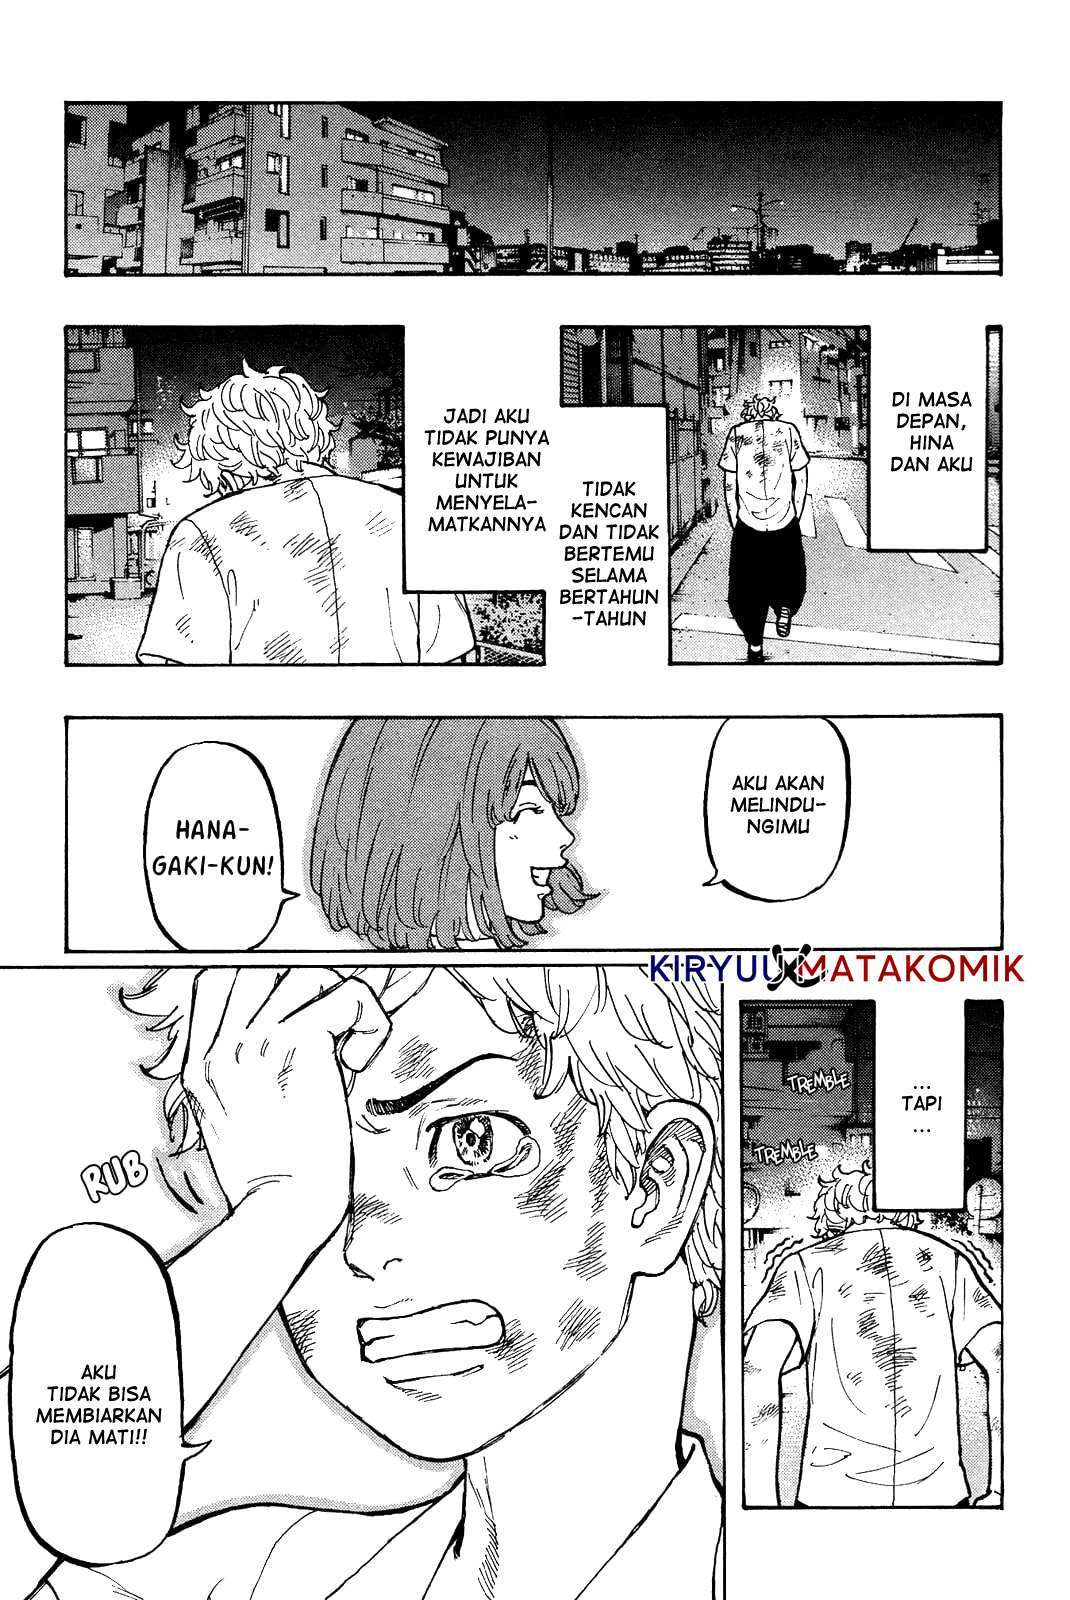 DI MASA
DEPAN,
HINA
DAN AKU
TIDAK
KENCAN
DAN TIDAK
BERTEMU
SELAMA
BERTAHUN
-TAHUN
JADI AKU
TIDAK PUNYA
KEWAJIBAN
UNTUK
MENYELA-
MATKANNYA
AKU AKAN
MELINDU-
NGIMU
HANA-
GAKI-KUN!
KIRYUU X MATAKOMIK
...
TAPI
...
TREMBLE
TREMBLE
RUB
AKU
TIDAK BISA
MEMBIARKAN
DIA MATI!!